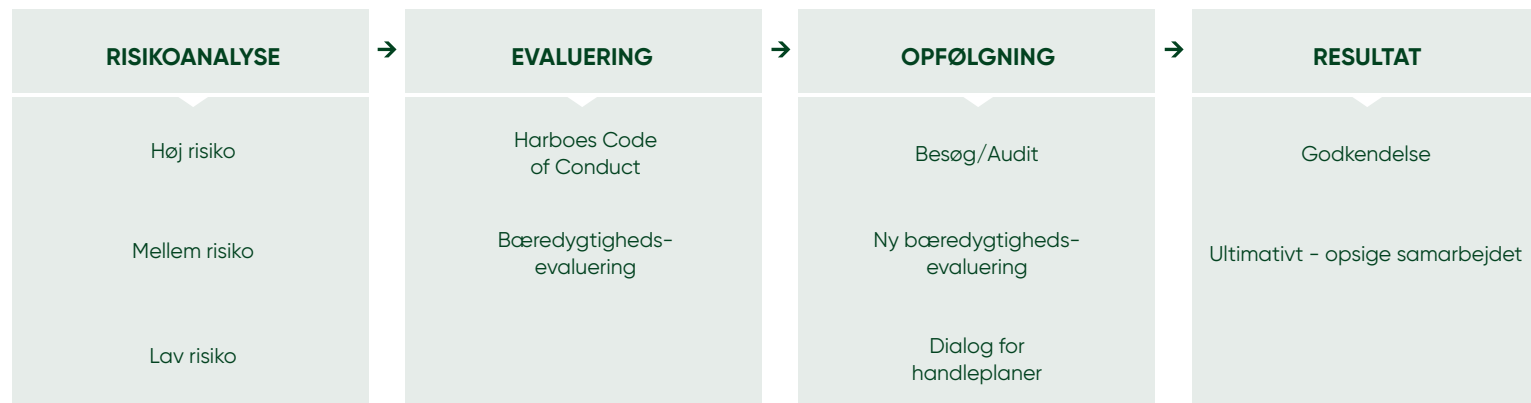 RISIKOANALYSE
Høj risiko
Mellem risiko
Lav risiko
→
EVALUERING
Harboes Code
of Conduct
Bæredygtigheds-
evaluering
→
OPFØLGNING
Besøg/Audit
Ny bæredygtigheds-
evaluering
Dialog for
handleplaner
→
RESULTAT
Godkendelse
Ultimativt - opsige samarbejdet